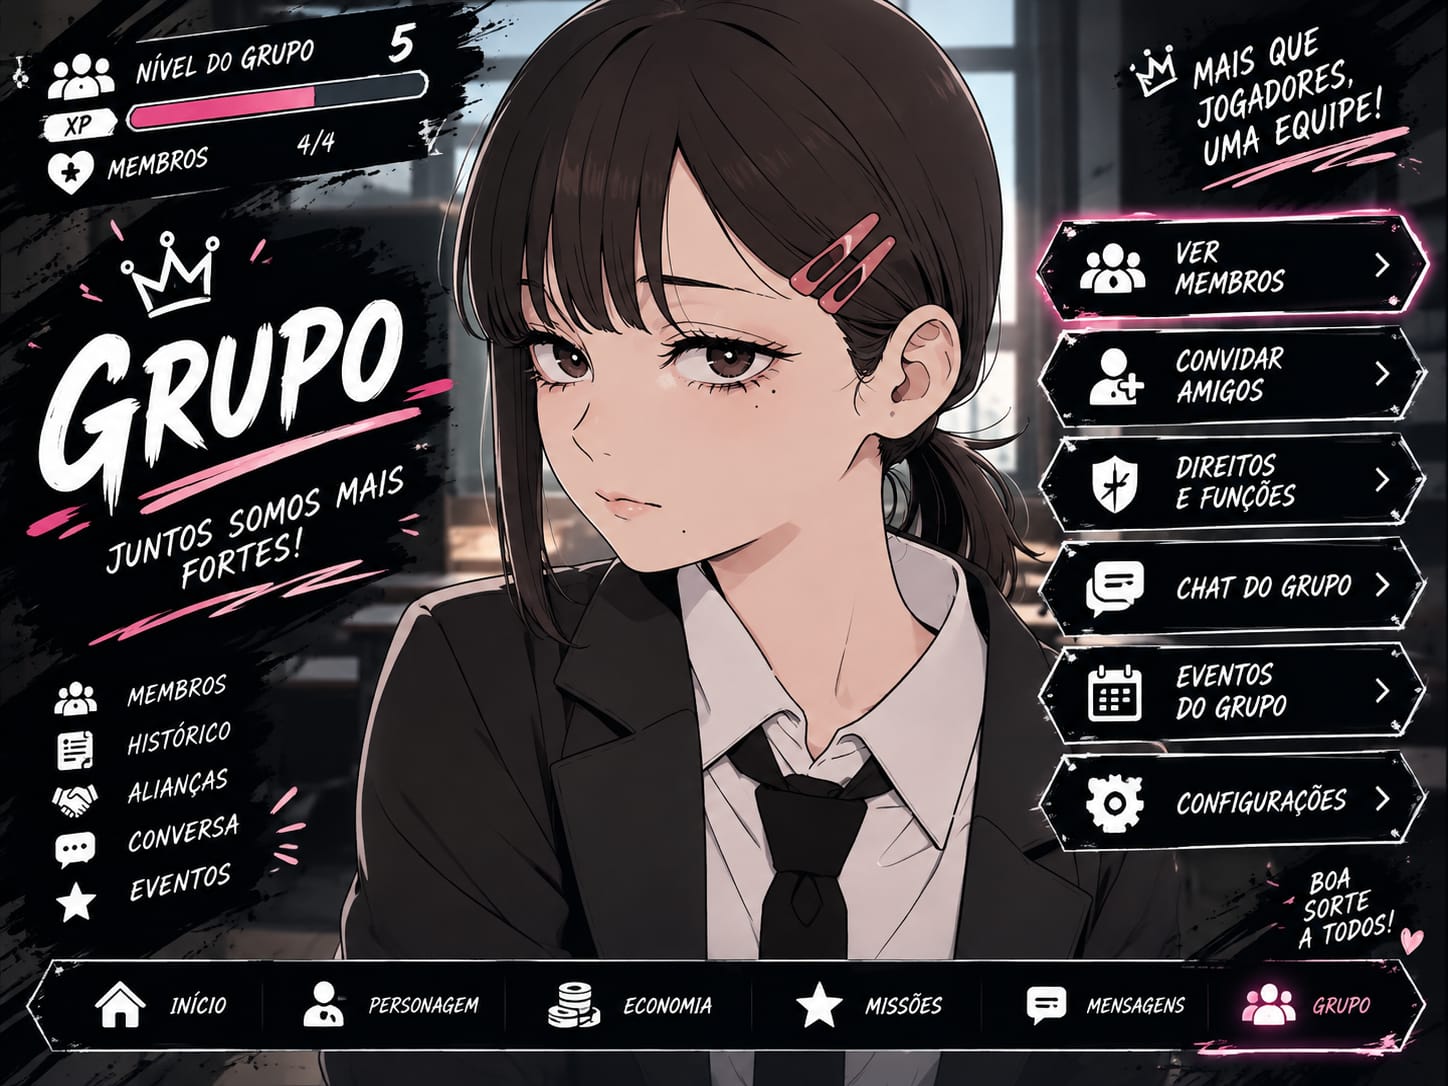 NÍVEL DO GRUPO 5
XP
MEMBROS 4/4
GRUPO
JUNTOS SOMOS MAIS
FORTES!
MEMBROS
HISTÓRICO
ALIANÇAS
CONVERSA
EVENTOS
MAIS QUE
JOGADORES,
UMA EQUIPE!
VER
MEMBROS
CONVIDAR
AMIGOS
DIREITOS
E FUNÇÕES
CHAT DO GRUPO
EVENTOS
DO GRUPO
CONFIGURAÇÕES
BOA
SORTE
A TODOS!
INÍCIO
PERSONAGEM
ECONOMIA
MISSÕES
MENSAGENS
GRUPO